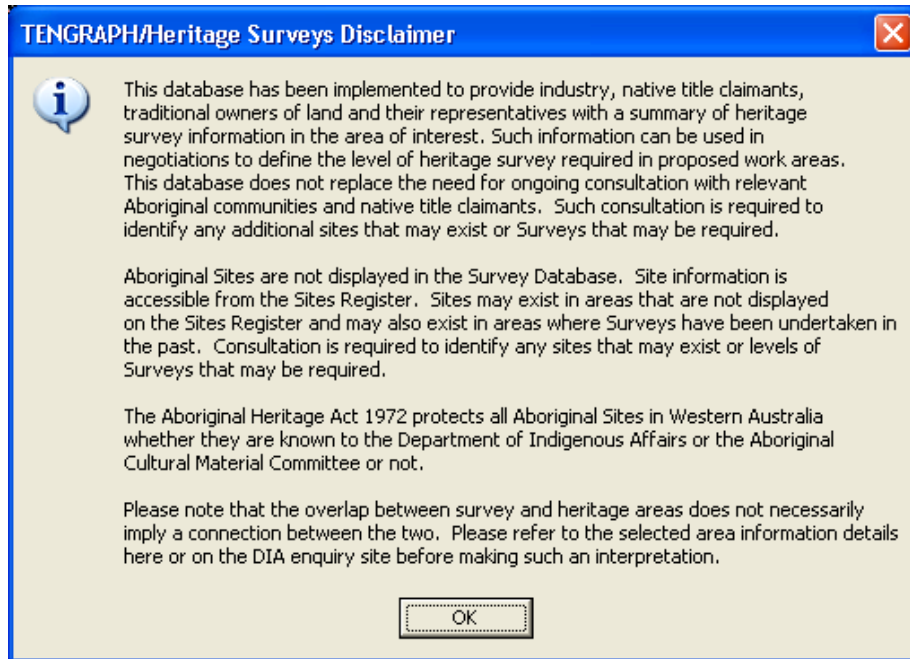 TENGRAPH/Heritage Surveys Disclaimer
This database has been implemented to provide industry, native title claimants,
traditional owners of land and their representatives with a summary of heritage
survey information in the area of interest. Such information can be used in
negotiations to define the level of heritage survey required in proposed work areas.
This database does not replace the need for ongoing consultation with relevant
Aboriginal communities and native title claimants.  Such consultation is required to
identify any additional sites that may exist or Surveys that may be required.
Aboriginal Sites are not displayed in the Survey Database.  Site information is
accessible from the Sites Register.  Sites may exist in areas that are not displayed
on the Sites Register and may also exist in areas where Surveys have been undertaken in
the past.  Consultation is required to identify any sites that may exist or levels of
Surveys that may be required.
The Aboriginal Heritage Act 1972 protects all Aboriginal Sites in Western Australia
whether they are known to the Department of Indigenous Affairs or the Aboriginal
Cultural Material Committee or not.
Please note that the overlap between survey and heritage areas does not necessarily
imply a connection between the two.  Please refer to the selected area information details
here or on the DIA enquiry site before making such an interpretation.
OK